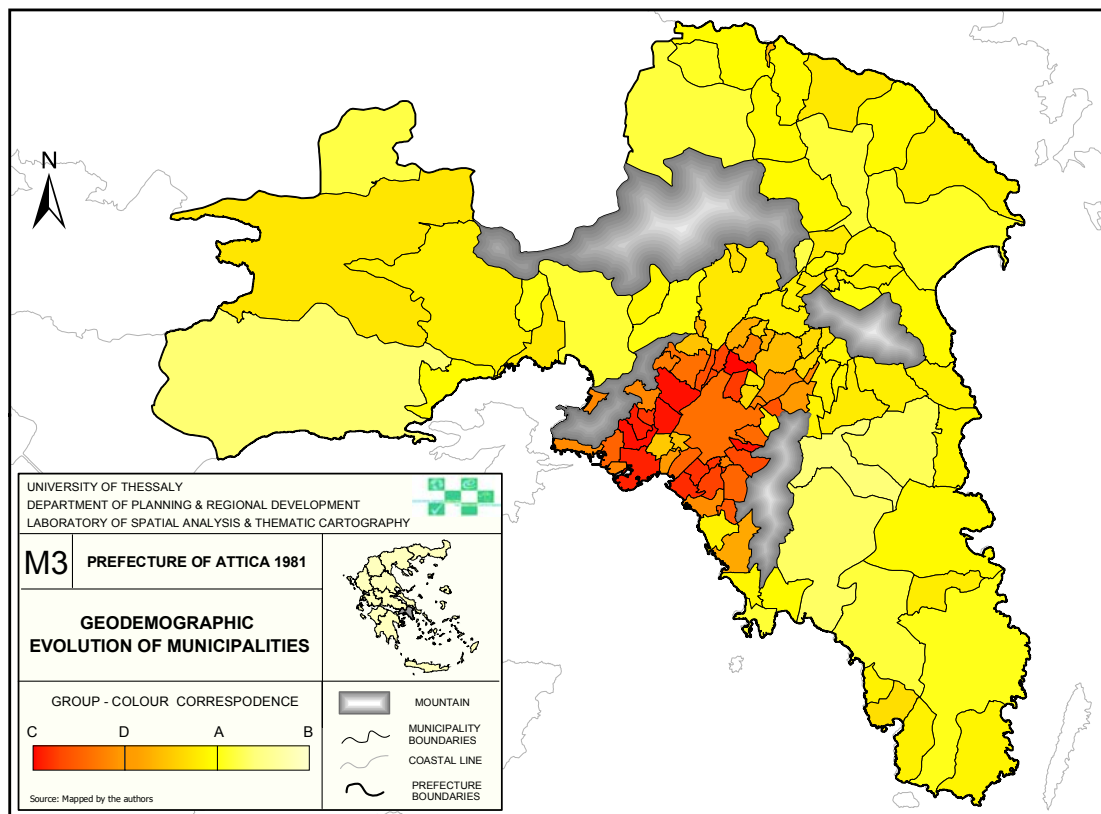 N
UNIVERSITY OF THESSALY
DEPARTMENT OF PLANNING & REGIONAL DEVELOPMENT
LABORATORY OF SPATIAL ANALYSIS & THEMATIC CARTOGRAPHY
M3
PREFECTURE OF ATTICA 1981
GEODEMOGRAPHIC
EVOLUTION OF MUNICIPALITIES
GROUP - COLOUR CORRESPODENCE
C D A B
Source: Mapped by the authors
MOUNTAIN
MUNICIPALITY
BOUNDARIES
COASTAL LINE
PREFECTURE
BOUNDARIES